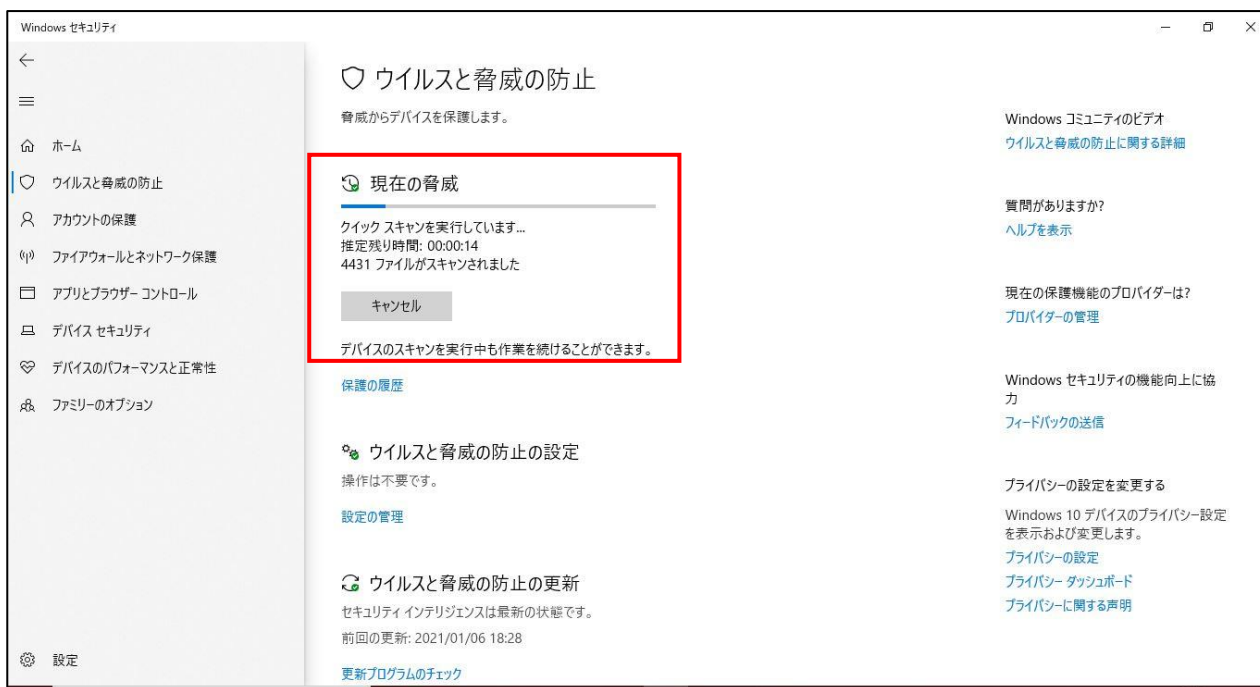 Windows セキュリティ
ホーム
ウイルスと脅威の防止
アカウントの保護
ファイアウォールとネットワーク保護
アプリとブラウザー コントロール
デバイス セキュリティ
デバイスのパフォーマンスと正常性
ファミリーのオプション
設定
ウイルスと脅威の防止
脅威からデバイスを保護します。
現在の脅威
クイック スキャンを実行しています...
推定残り時間: 00:00:14
4431 ファイルがスキャンされました
キャンセル
デバイスのスキャンを実行中も作業を続けることができます。
保護の履歴
ウイルスと脅威の防止の設定
操作は不要です。
設定の管理
ウイルスと脅威の防止の更新
セキュリティ インテリジェンスは最新の状態です。
前回の更新: 2021/01/06 18:28
更新プログラムのチェック
Windows コミュニティのビデオ
ウイルスと脅威の防止に関する詳細
質問がありますか?
ヘルプを表示
現在の保護機能のプロバイダーは?
プロバイダーの管理
Windows セキュリティの機能向上に協
力
フィードバックの送信
プライバシーの設定を変更する
Windows 10 デバイスのプライバシー設定
を表示および変更します。
プライバシーの設定
プライバシー ダッシュボード
プライバシーに関する声明